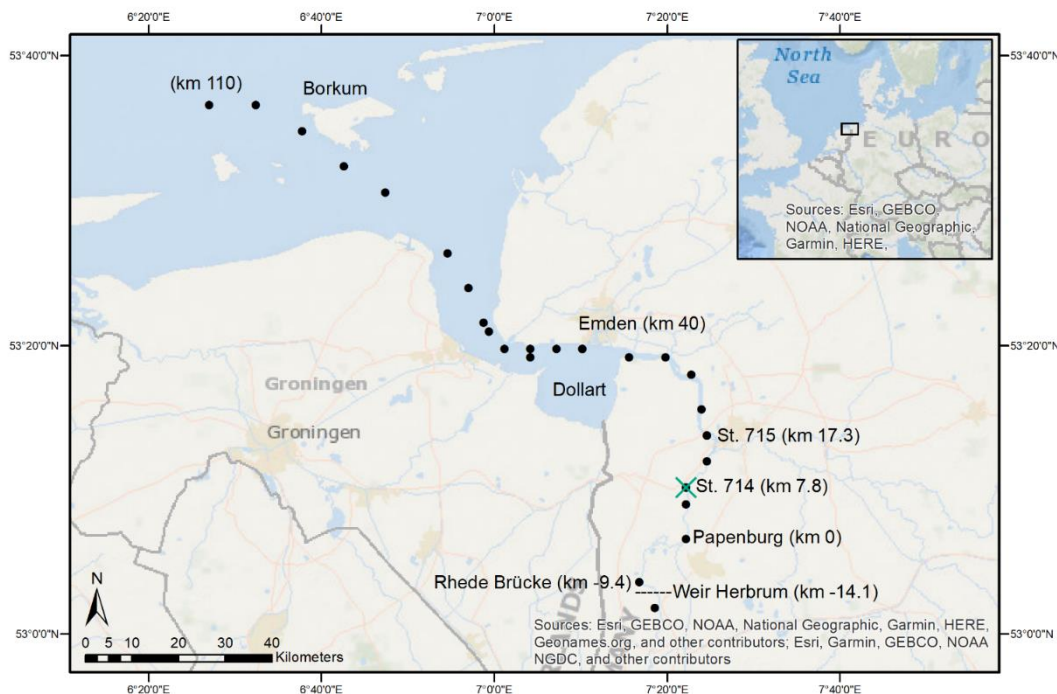 6°20'0"E 6°40'0"E 7°0'0"E 7°20'0"E 7°40'0"E
53°40'0"N 53°40'0"N
North
Sea
(km 110)
Borkum
E U R O
Sources: Esri, GEBCO,
NOAA, National Geographic,
Garmin, HERE,
Emden (km 40)
53°20'0"N 53°20'0"N
Groningen
Dollart
Groningen
St. 715 (km 17.3)
St. 714 (km 7.8)
Papenburg (km 0)
Rhede Brücke (km -9.4)
Weir Herbrum (km -14.1)
N
53°0'0"N 53°0'0"N
Sources: Esri, GEBCO, NOAA, National Geographic, Garmin, HERE,
Geonames.org, and other contributors; Esri, Garmin, GEBCO, NOAA
NGDC, and other contributors
0 5 10 20 30 40
Kilometers
6°20'0"E 6°40'0"E 7°0'0"E 7°20'0"E 7°40'0"E